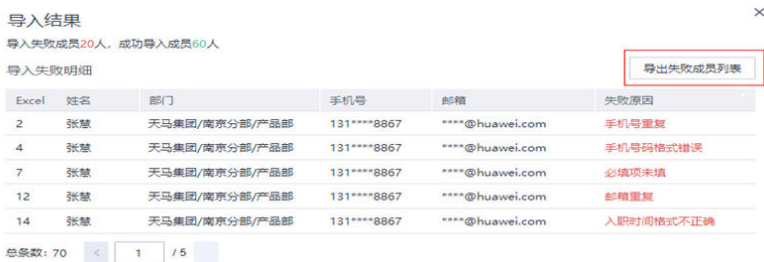 导入结果
×
导入失败成员20人，成功导入成员60人
导入失败明细
导出失败成员列表
Excel 姓名 部门 手机号 邮箱 失败原因
2 张慧 天马集团/南京分部/产品部 131****8867 ****@huawei.com 手机号重复
4 张慧 天马集团/南京分部/产品部 131****8867 ****@huawei.com 手机号码格式错误
7 张慧 天马集团/南京分部/产品部 131****8867 ****@huawei.com 必填项未填
12 张慧 天马集团/南京分部/产品部 131****8867 ****@huawei.com 邮箱重复
14 张慧 天马集团/南京分部/产品部 131****8867 ****@huawei.com 入职时间格式不正确
总条数: 70 < 1 / 5